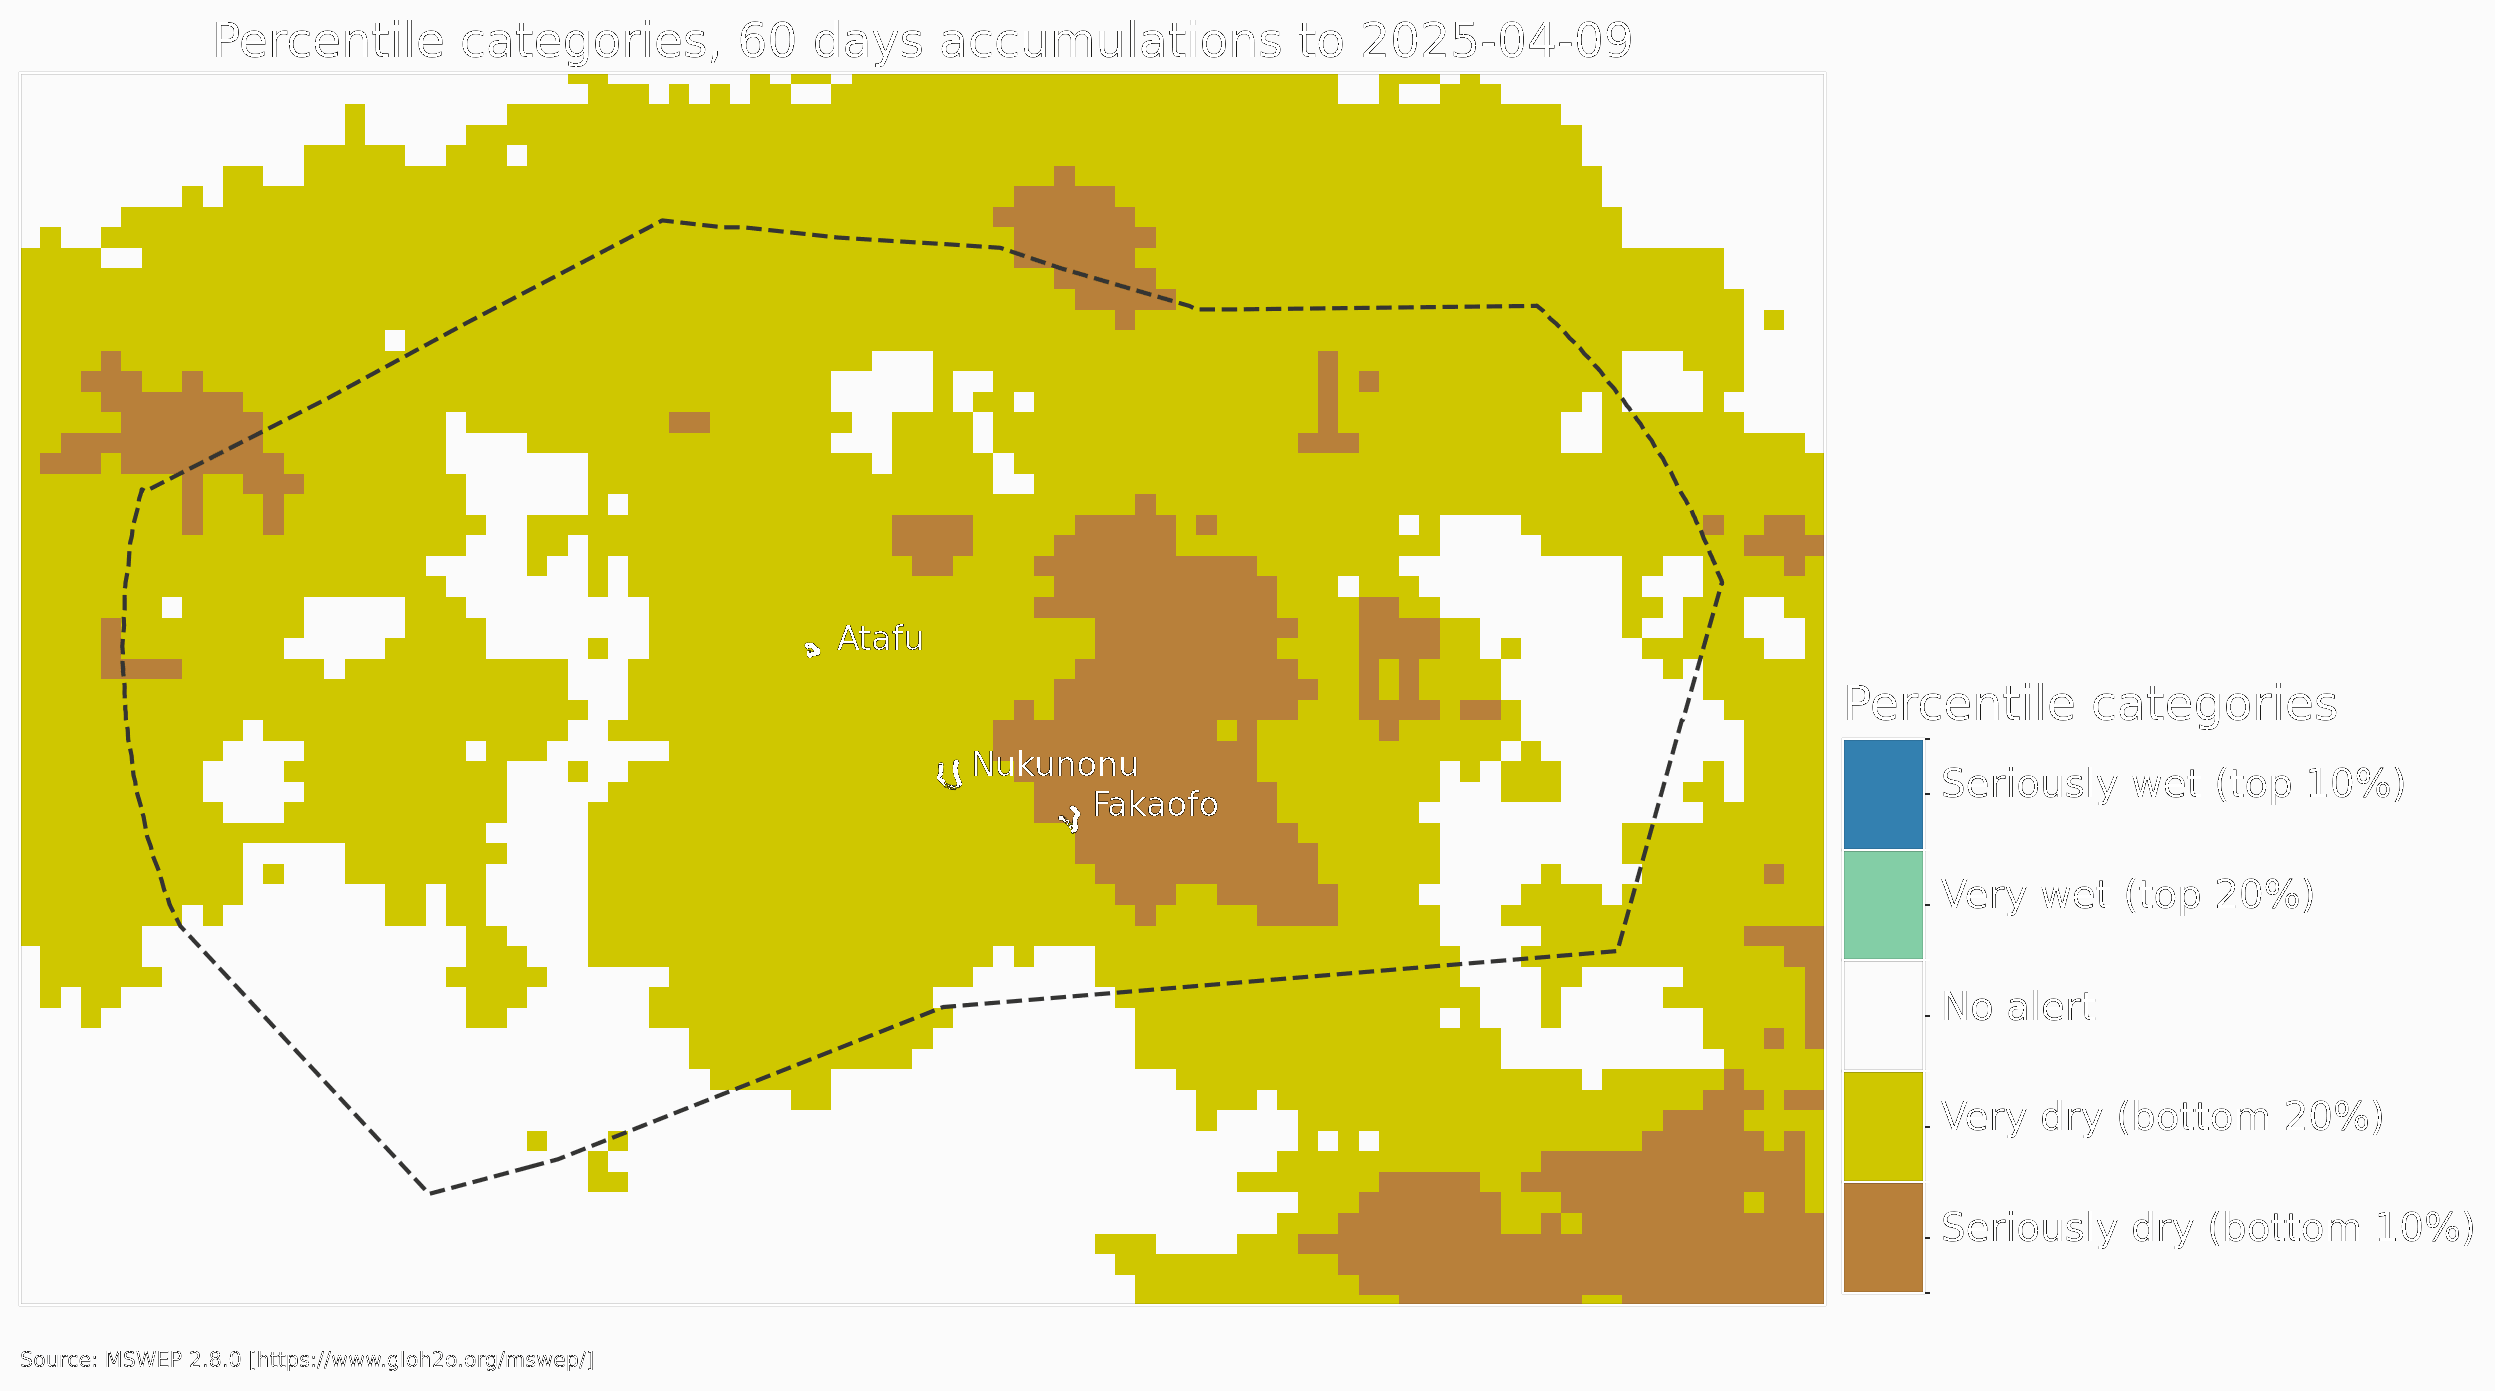 Percentile categories, 60 days accumulations to 2025-04-09
Atafu
Nukunonu
Fakaofo
Percentile categories
Seriously wet (top 10%)
Very wet (top 20%)
No alert
Very dry (bottom 20%)
Seriously dry (bottom 10%)
Source: MSWEP 2.8.0 [https://www.gloh2o.org/mswep/]